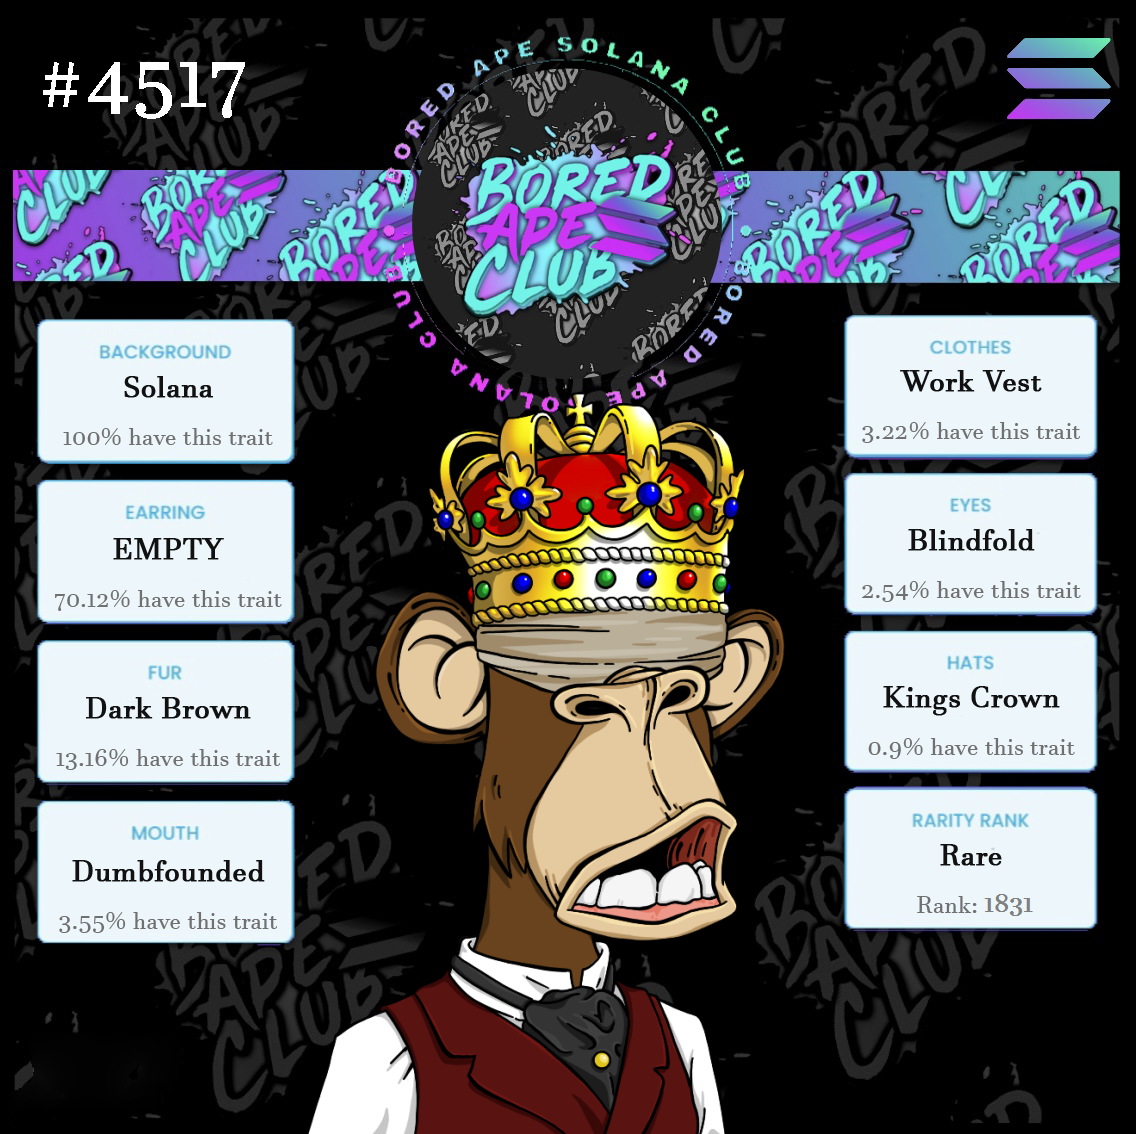 #4517
BORED APE SOLANA CLUB
BORED APE SOLANA CLUB
BORED
APE
CLUB
BACKGROUND
Solana
100% have this trait
EARRING
EMPTY
70.12% have this trait
FUR
Dark Brown
13.16% have this trait
MOUTH
Dumbfounded
3.55% have this trait
CLOTHES
Work Vest
3.22% have this trait
EYES
Blindfold
2.54% have this trait
HATS
Kings Crown
0.9% have this trait
RARITY RANK
Rare
Rank: 1831